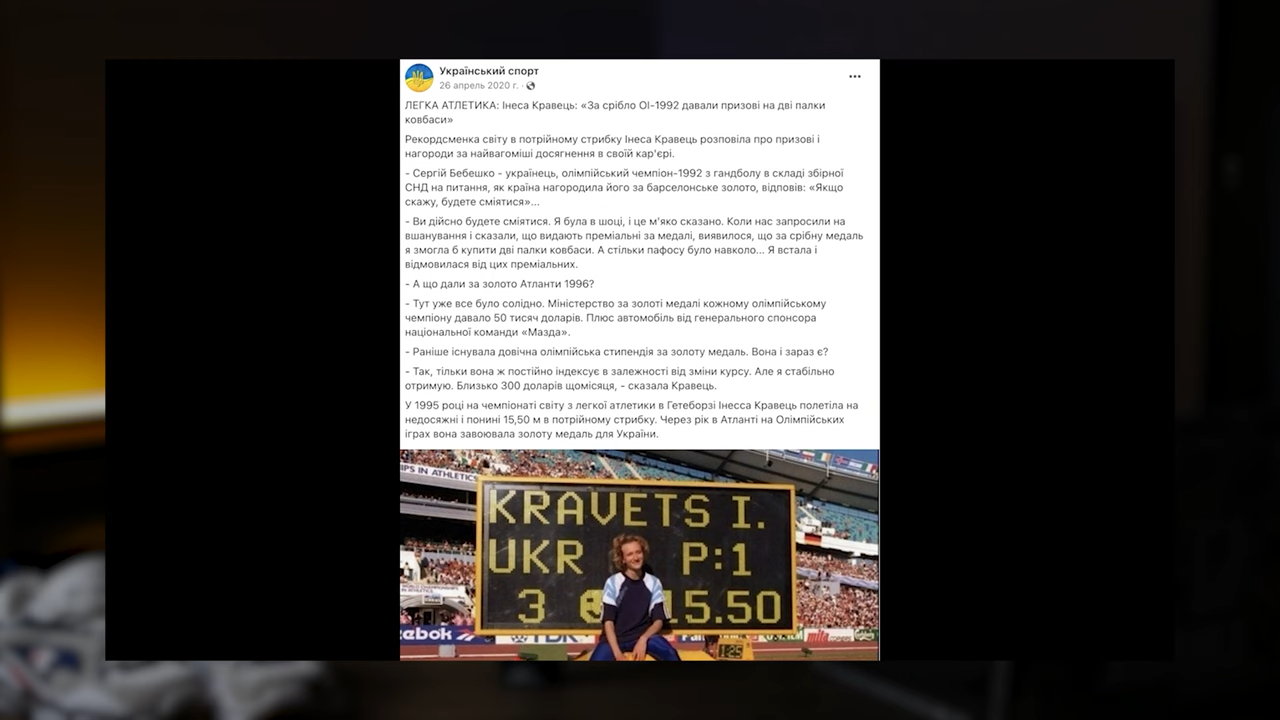 Український спорт
26 апрель 2020 г. ·
ЛЕГКА АТЛЕТИКА: Інеса Кравець: «За срібло ОІ-1992 давали призові на дві палки
ковбаси»
Рекордсменка світу в потрійному стрибку Інеса Кравець розповіла про призові і
нагороди за найвагоміші досягнення в своїй кар'єрі.
- Сергій Бебешко - українець, олімпійський чемпіон-1992 з гандболу в складі збірної
СНД на питання, як країна нагородила його за барселонське золото, відповів: «Якщо
скажу, будете сміятися»...
- Ви дійсно будете сміятися. Я була в шоці, і це м'яко сказано. Коли нас запросили на
вшанування і сказали, що видають преміальні за медалі, виявилося, що за срібну медаль
я змогла б купити дві палки ковбаси. А стільки пафосу було навколо... Я встала і
відмовилася від цих преміальних.
- А що дали за золото Атланти 1996?
- Тут уже все було солідно. Міністерство за золоті медалі кожному олімпійському
чемпіону давало 50 тисяч доларів. Плюс автомобіль від генерального спонсора
національної команди «Мазда».
- Раніше існувала довічна олімпійська стипендія за золоту медаль. Вона і зараз є?
- Так, тільки вона ж постійно індексує в залежності від зміни курсу. Але я стабільно
отримую. Близько 300 доларів щомісяця, - сказала Кравець.
У 1995 році на чемпіонаті світу з легкої атлетики в Гетеборзі Інесса Кравець полетіла на
недосяжні і понині 15,50 м в потрійному стрибку. Через рік в Атланті на Олімпійських
іграх вона завоювала золоту медаль для України.
PS IN ATHLETICS
KRAVETS I.
UKR P:1
3 15.50
ebok TDK
1:25